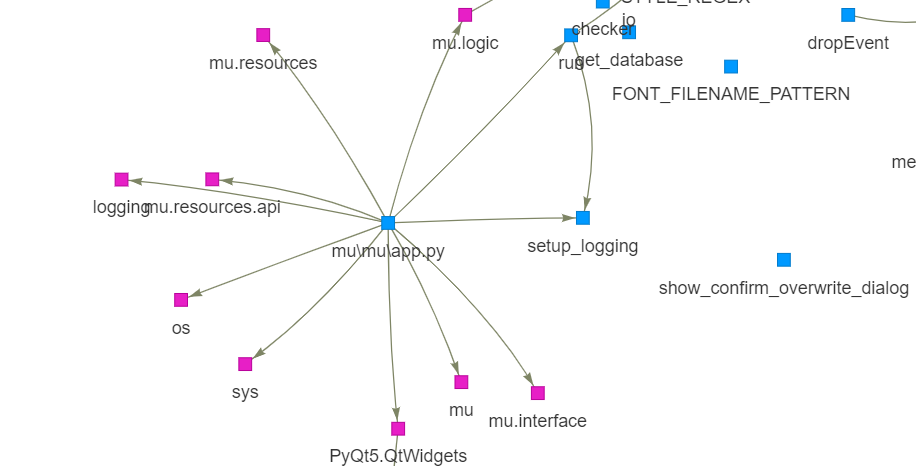 STYLE_REGEX
io
checker
mu.logic
dropEvent
mu.resources
run
get_database
FONT_FILENAME_PATTERN
me
logging
mu.resources.api
setup_logging
mu\mu\app.py
show_confirm_overwrite_dialog
os
sys
mu
mu.interface
PyQt5.QtWidgets